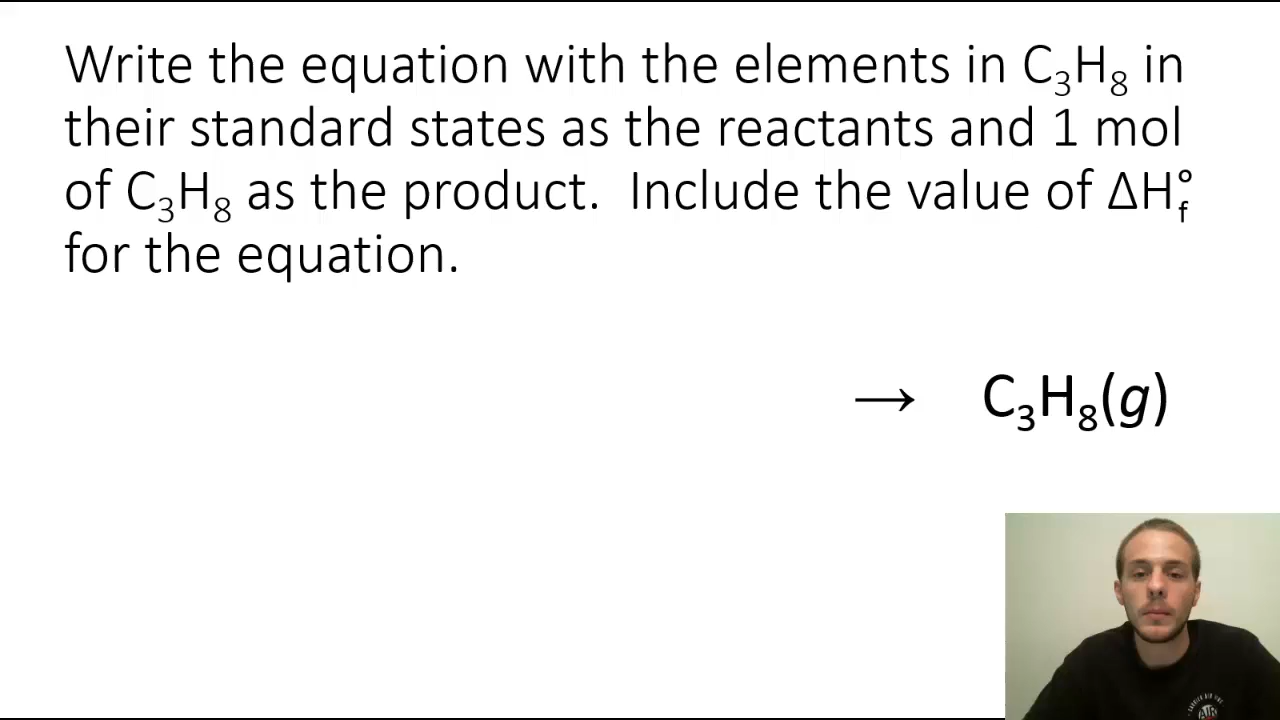 Write the equation with the elements in C₃H₈ in
their standard states as the reactants and 1 mol
of C₃H₈ as the product. Include the value of ΔH°f
for the equation.
→ C₃H₈(g)